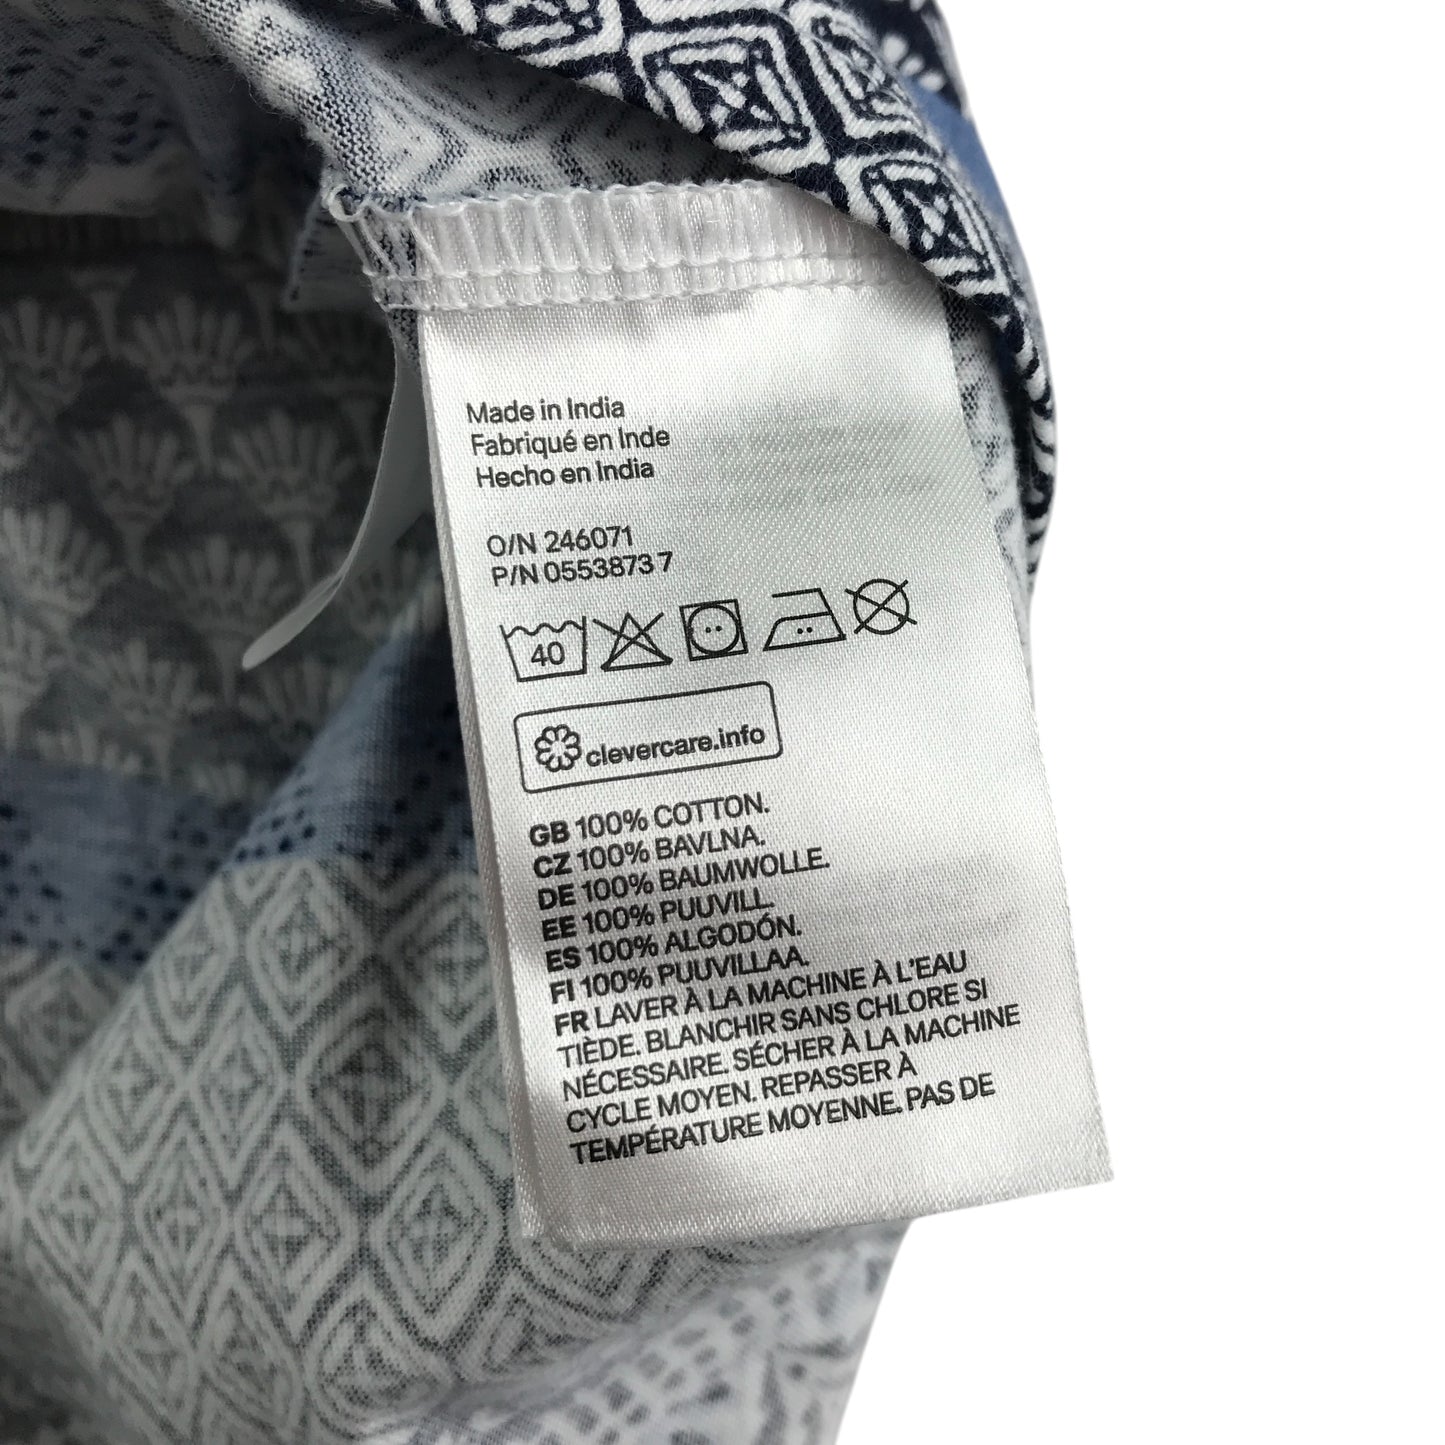 Made in India
Fabriqué en Inde
Hecho en India
O/N 246071
P/N 0553873 7
40
clevercare.info
GB 100% COTTON.
CZ 100% BAVLNA.
DE 100% BAUMWOLLE.
EE 100% PUUVILL.
ES 100% ALGODÓN.
FI 100% PUUVILLAA.
FR LAVER À LA MACHINE À L'EAU
TIÈDE. BLANCHIR SANS CHLORE SI
NÉCESSAIRE. SÉCHER À LA MACHINE
CYCLE MOYEN. REPASSER À
TEMPÉRATURE MOYENNE. PAS DE